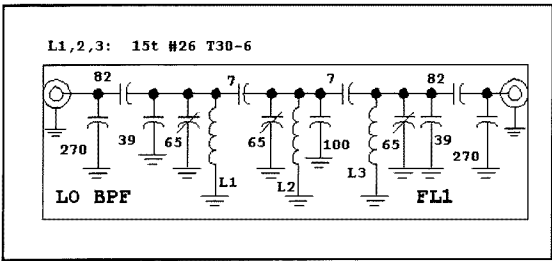 L1,2,3: 15t #26 T30-6
82 7 7 82
270 39 65 65 100 65 39 270
L1 L2 L3
LO BPF FL1